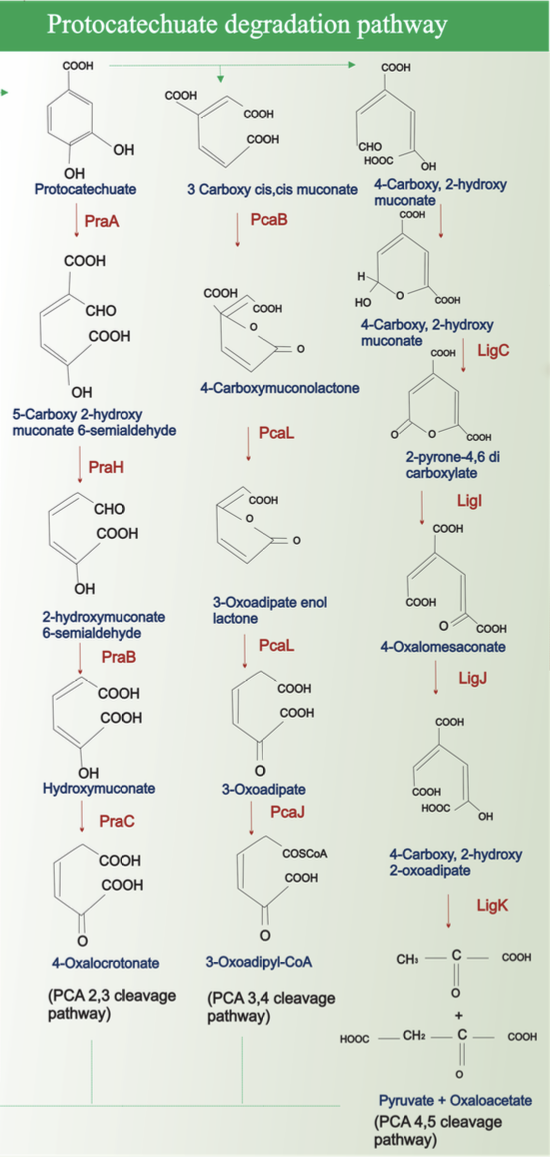 Protocatechuate degradation pathway
COOH
OH
OH
Protocatechuate
PraA
COOH
CHO
COOH
OH
5-Carboxy 2-hydroxy
muconate 6-semialdehyde
PraH
CHO
COOH
OH
2-hydroxymuconate
6-semialdehyde
PraB
COOH
COOH
OH
Hydroxymuconate
PraC
COOH
COOH
O
4-Oxalocrotonate
(PCA 2,3 cleavage
pathway)
COOH
COOH
COOH
3 Carboxy cis,cis muconate
PcaB
COOH
COOH
O
O
4-Carboxymuconolactone
PcaL
COOH
O
O
3-Oxoadipate enol
lactone
PcaL
COOH
COOH
O
3-Oxoadipate
PcaJ
COSCoA
COOH
O
3-Oxoadipyl-CoA
(PCA 3,4 cleavage
pathway)
COOH
CHO
HOOC
OH
4-Carboxy, 2-hydroxy
muconate
COOH
H
HO
O
COOH
4-Carboxy, 2-hydroxy
muconate
LigC
COOH
O
O
COOH
2-pyrone-4,6 di
carboxylate
LigI
COOH
COOH
O
COOH
4-Oxalomesaconate
LigJ
COOH
COOH
HOOC
OH
4-Carboxy, 2-hydroxy
2-oxoadipate
LigK
CH₃ C COOH
O
+
HOOC CH2 C COOH
O
Pyruvate + Oxaloacetate
(PCA 4,5 cleavage
pathway)